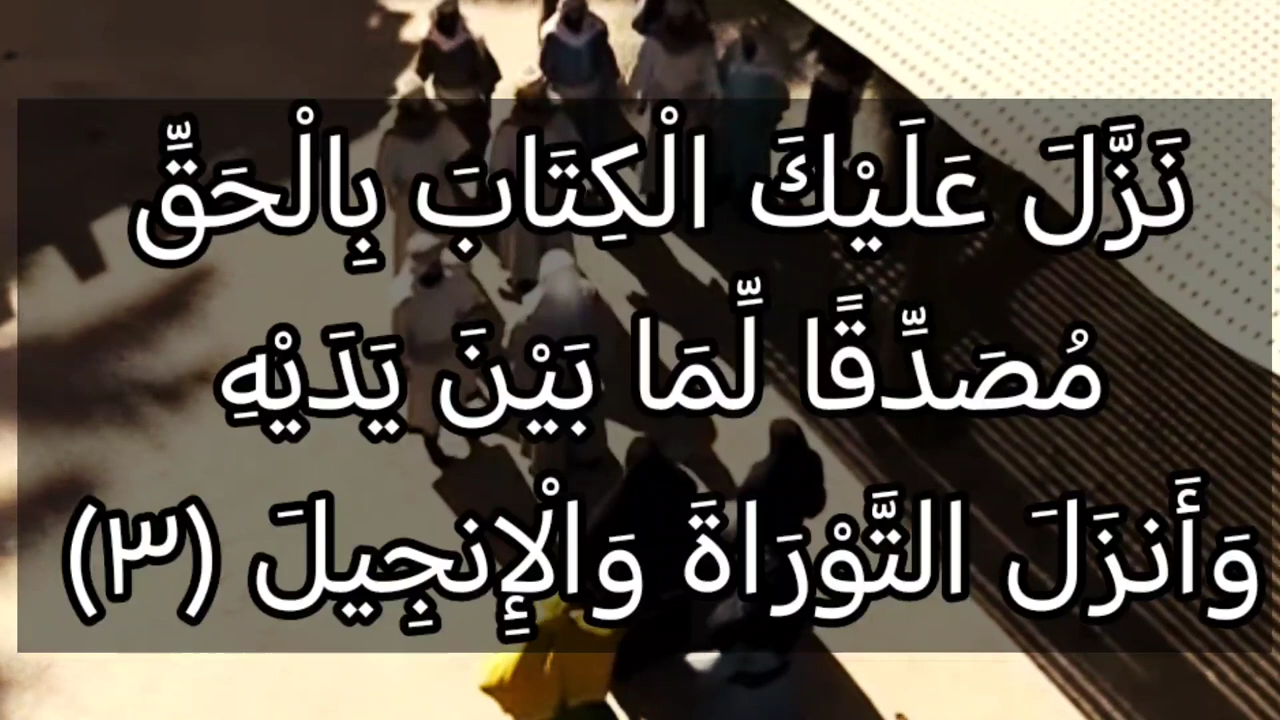 نَزَّلَ عَلَيْكَ الْكِتَابَ بِالْحَقِّ
مُصَدِّقًا لِّمَا بَيْنَ يَدَيْهِ
وَأَنزَلَ التَّوْرَاةَ وَالْإِنجِيلَ (٣)